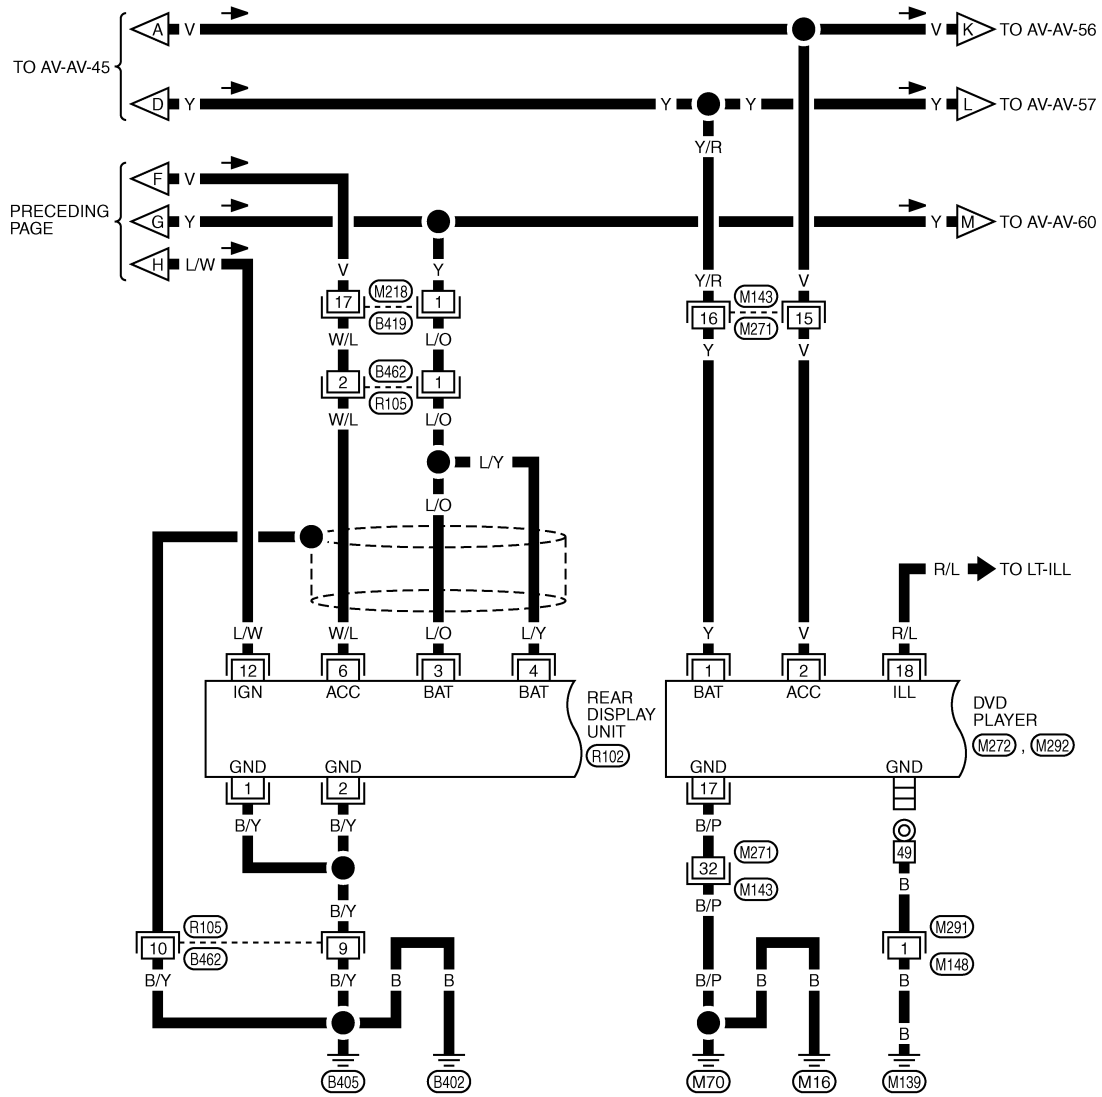 A V V K TO AV-AV-56
TO AV-AV-45
D Y Y Y Y L TO AV-AV-57
Y/R
F V
PRECEDING
PAGE
G Y Y M TO AV-AV-60
H L/W
V Y Y/R V
17 M218 1 16 M143 15
B419 M271
W/L L/O Y V
2 B462 1
R105
W/L L/O
L/Y
L/O
R/L TO LT-ILL
L/W W/L L/O L/Y Y V R/L
12 6 3 4 1 2 18
IGN ACC BAT BAT BAT ACC ILL
REAR
DISPLAY
UNIT
R102
DVD
PLAYER
M272 , M292
GND GND GND GND
1 2 17
B/Y B/Y B/P
49
32 M271
M143
B
B/Y B/P
R105
10 9
B462
M291
1
M148
B/Y B/Y B B B/P B B B
B
B405 B402 M70 M16 M139